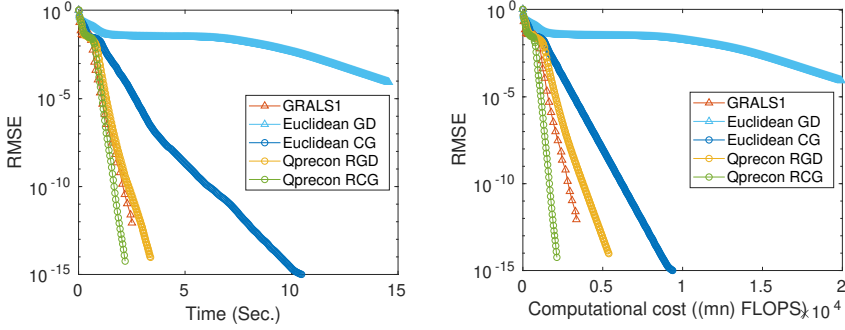 RMSE
10^0
10^-5
10^-10
10^-15
0
5
10
15
Time (Sec.)
GRALS1
Euclidean GD
Euclidean CG
Qprecon RGD
Qprecon RCG
RMSE
10^0
10^-5
10^-10
10^-15
0
0.5
1
1.5
2
×10^4
Computational cost ((mn) FLOPS)
GRALS1
Euclidean GD
Euclidean CG
Qprecon RGD
Qprecon RCG